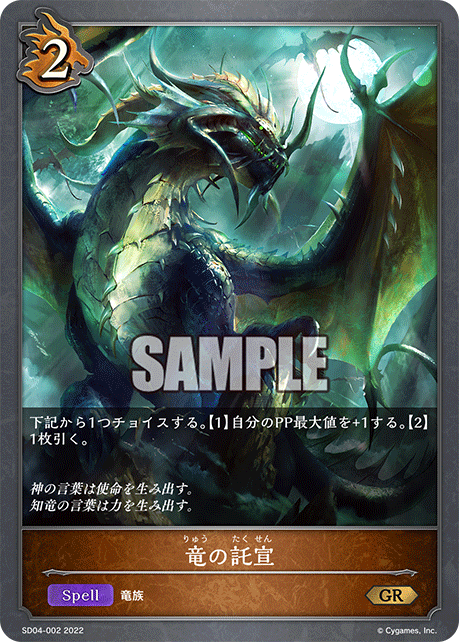 2
SAMPLE
下記から1つチョイスする。【1】自分のPP最大値を+1する。【2】
1枚引く。
神の言葉は使命を生み出す。
知竜の言葉は力を生み出す。
りゅう たく せん
竜の託宣
Spell 竜族 GR
SD04-002 2022 © Cygames, Inc.